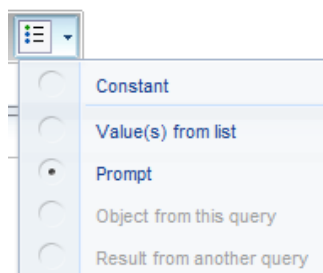 Constant
Value(s) from list
Prompt
Object from this query
Result from another query